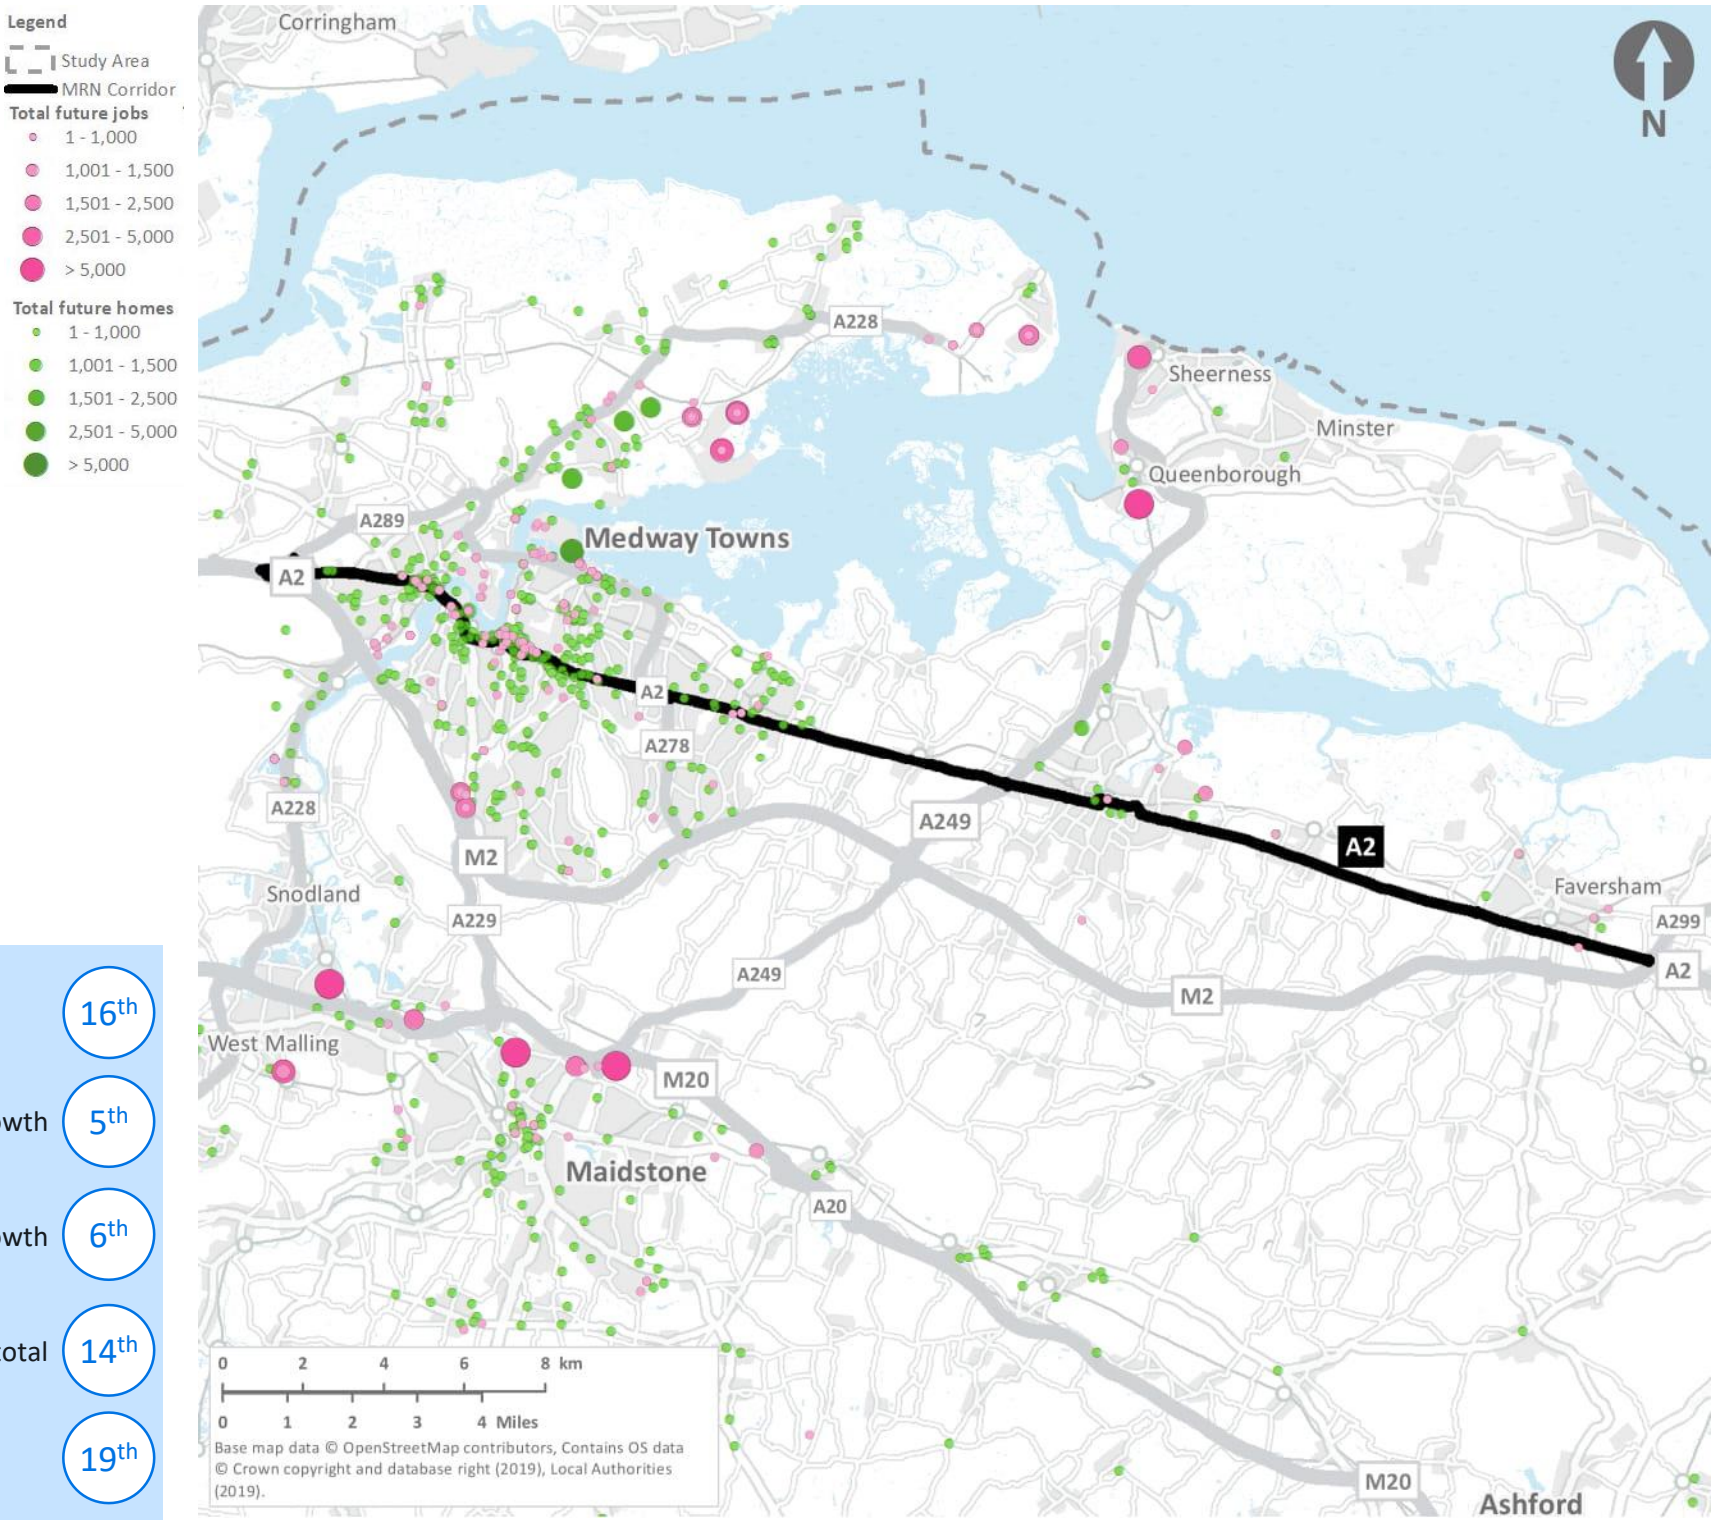 Legend
Study Area
MRN Corridor
Total future jobs
1 - 1,000
1,001 - 1,500
1,501 - 2,500
2,501 - 5,000
> 5,000
Total future homes
1 - 1,000
1,001 - 1,500
1,501 - 2,500
2,501 - 5,000
> 5,000
16th
owth 5th
owth 6th
total 14th
19th
Corringham
N
A228
Sheerness
Minster
Queenborough
A289
Medway Towns
A2
A2
A278
A228
A249
A2
M2
Snodland
Faversham
A229
A299
A249
A2
M2
West Malling
M20
Maidstone
A20
0 2 4 6 8 km
0 1 2 3 4 Miles
Base map data © OpenStreetMap contributors, Contains OS data
© Crown copyright and database right (2019), Local Authorities
(2019).
M20
Ashford